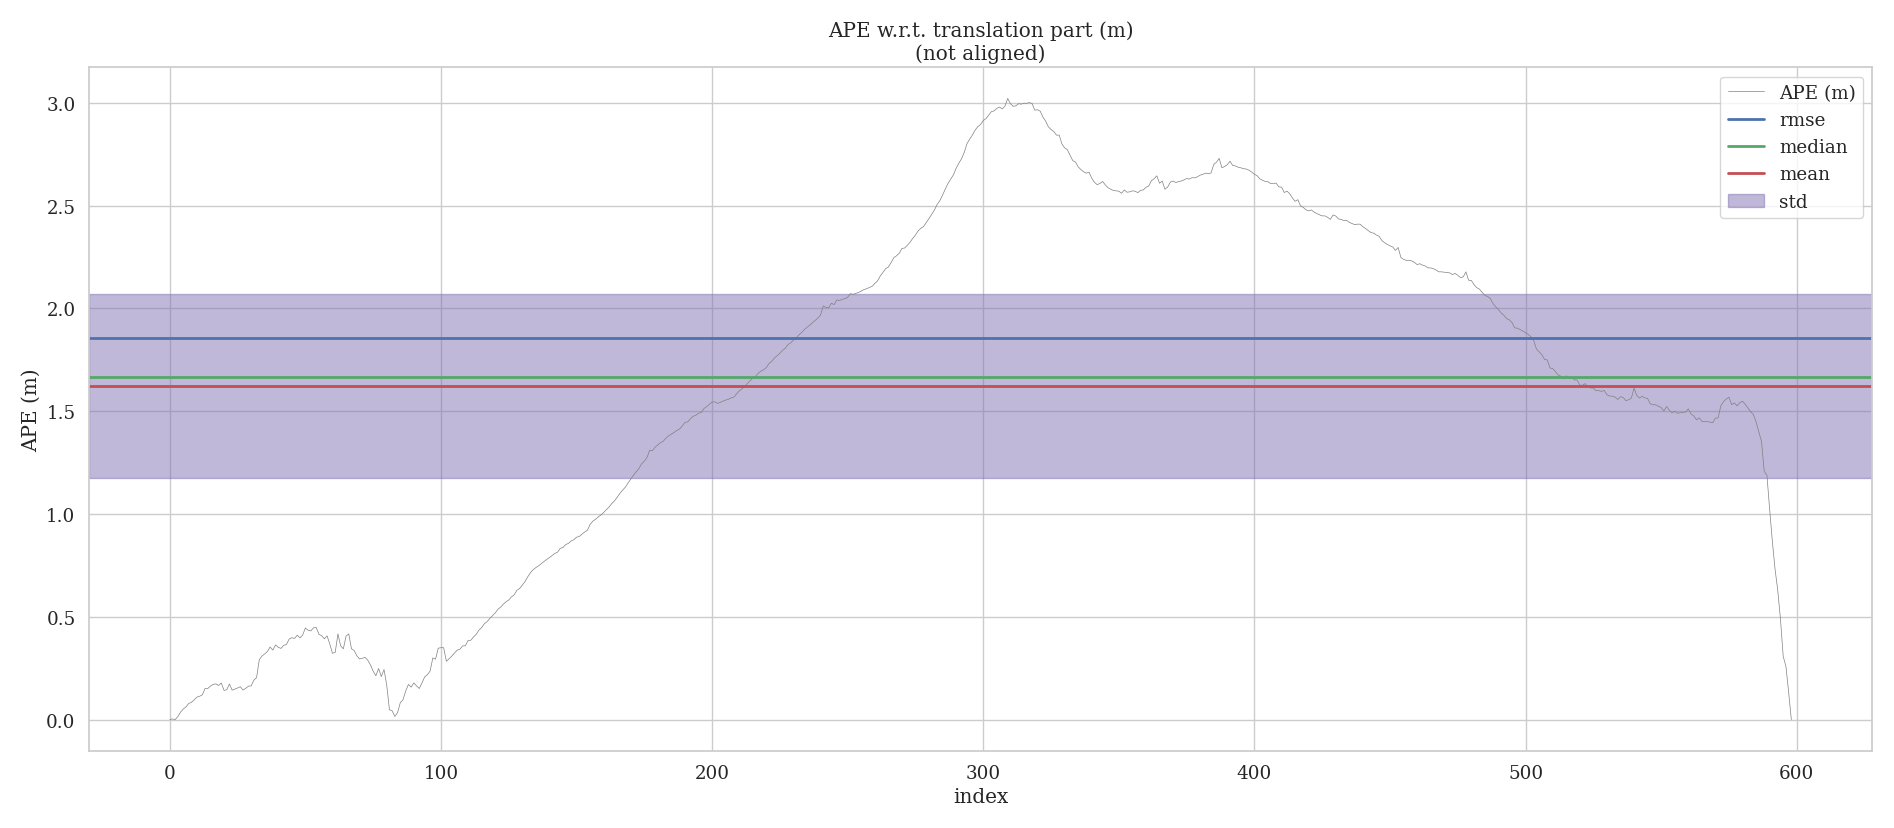 APE w.r.t. translation part (m)
(not aligned)
APE (m)
rmse
median
mean
std
3.0
2.5
2.0
1.5
1.0
0.5
0.0
APE (m)
0 100 200 300 400 500 600
index